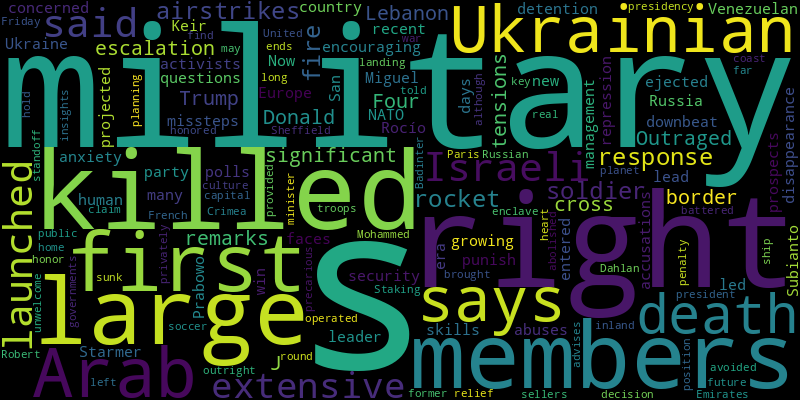 concerned airstrikes country Lebanon detention presidency Venezuelan
Friday said Keir find United recent Ukrainian
Ukraine escalation may fire encouraging war coast far
hold insights activists ends Now landing San
military
projected planning questions Trump long Europe Miguel told days although tensions key new real management repression ejected Russia downbeat disappearance
missteps honored Donald Sheffield Four NATO Rocio Outraged
standoff anxiety killed significant Badinter Paris Russian response prospects
party polls Israeli planet lead
human many culture capital provided minister troops rocket soldier border
claim French Crimea enclave cross battered
launched public remarks Mohammed era growing heart abolished entered accusations right
home first faces security punish Dahlan penalty ship Subianto
honor unwelcome governments sunk privately Prabowo Win precarious Staking S brought led
large operated says president death
soccer leader skills abuses inland
Robert Starmer J round members advises position avoided
Arab left outright extensive former relief sellers decision future Emirates